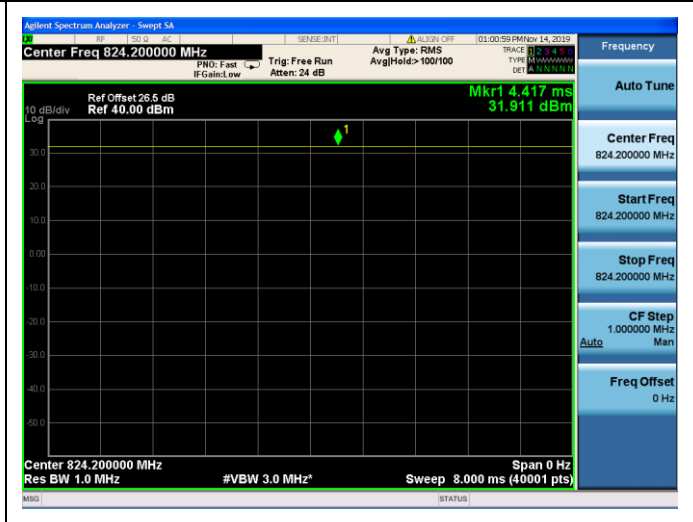 Agilent Spectrum Analyzer - Swept SA
LXI RF 50 Ω AC SENSE:INT ALIGN OFF 01:00:59 PM Nov 14, 2019
Center Freq 824.200000 MHz
PNO: Fast
IFGain:Low
Trig: Free Run
Atten: 24 dB
Avg Type: RMS
Avg|Hold:> 100/100
TRACE 1 2 3 4 5 6
TYPE M WWWWW
DET A N N N N N
Frequency
Ref Offset 26.5 dB
Ref 40.00 dBm
10 dB/div
Log
Mkr1 4.417 ms
31.911 dBm
1
30.0
20.0
10.0
0.00
-10.0
-20.0
-30.0
-40.0
-50.0
Center 824.200000 MHz
Span 0 Hz
Res BW 1.0 MHz
#VBW 3.0 MHz*
Sweep 8.000 ms (40001 pts)
MSG
STATUS
Auto Tune
Center Freq
824.200000 MHz
Start Freq
824.200000 MHz
Stop Freq
824.200000 MHz
CF Step
1.000000 MHz
Auto Man
Freq Offset
0 Hz